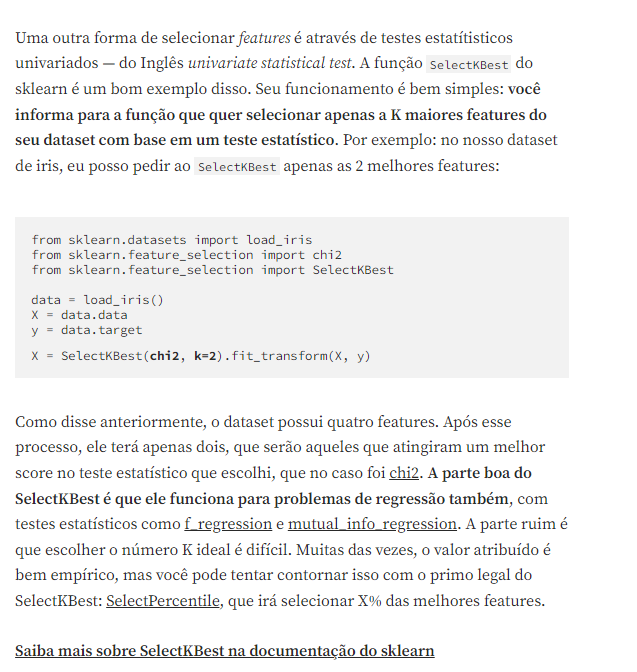 Uma outra forma de selecionar features é através de testes estatítisticos
univariados — do Inglês univariate statistical test. A função SelectKBest do
sklearn é um bom exemplo disso. Seu funcionamento é bem simples: você
informa para a função que quer selecionar apenas a K maiores features do
seu dataset com base em um teste estatístico. Por exemplo: no nosso dataset
de iris, eu posso pedir ao SelectKBest apenas as 2 melhores features:
from sklearn.datasets import load_iris
from sklearn.feature_selection import chi2
from sklearn.feature_selection import SelectKBest
data = load_iris()
X = data.data
y = data.target
X = SelectKBest(chi2, k=2).fit_transform(X, y)
Como disse anteriormente, o dataset possui quatro features. Após esse
processo, ele terá apenas dois, que serão aqueles que atingiram um melhor
score no teste estatístico que escolhi, que no caso foi chi2. A parte boa do
SelectKBest é que ele funciona para problemas de regressão também, com
testes estatísticos como f_regression e mutual_info_regression. A parte ruim é
que escolher o número K ideal é difícil. Muitas das vezes, o valor atribuído é
bem empírico, mas você pode tentar contornar isso com o primo legal do
SelectKBest: SelectPercentile, que irá selecionar X% das melhores features.
Saiba mais sobre SelectKBest na documentação do sklearn